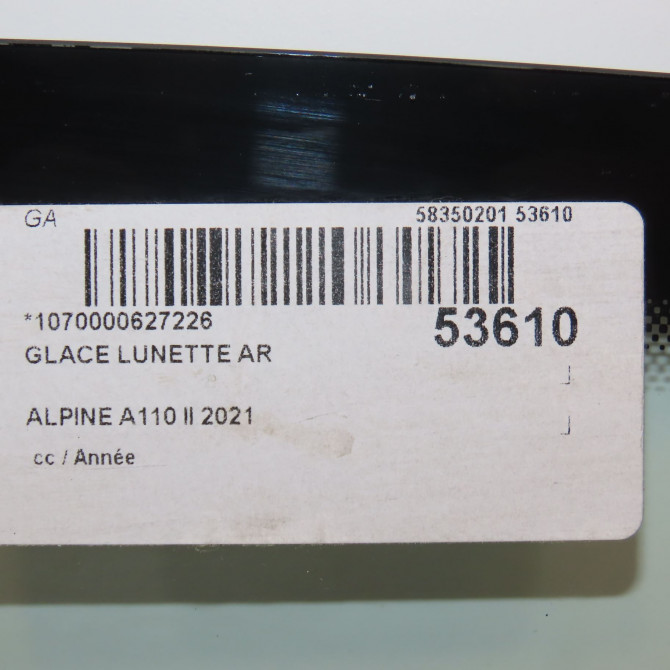 GA 58350201 53610
*1070000627226 53610
GLACE LUNETTE AR
ALPINE A110 II 2021
cc / Année